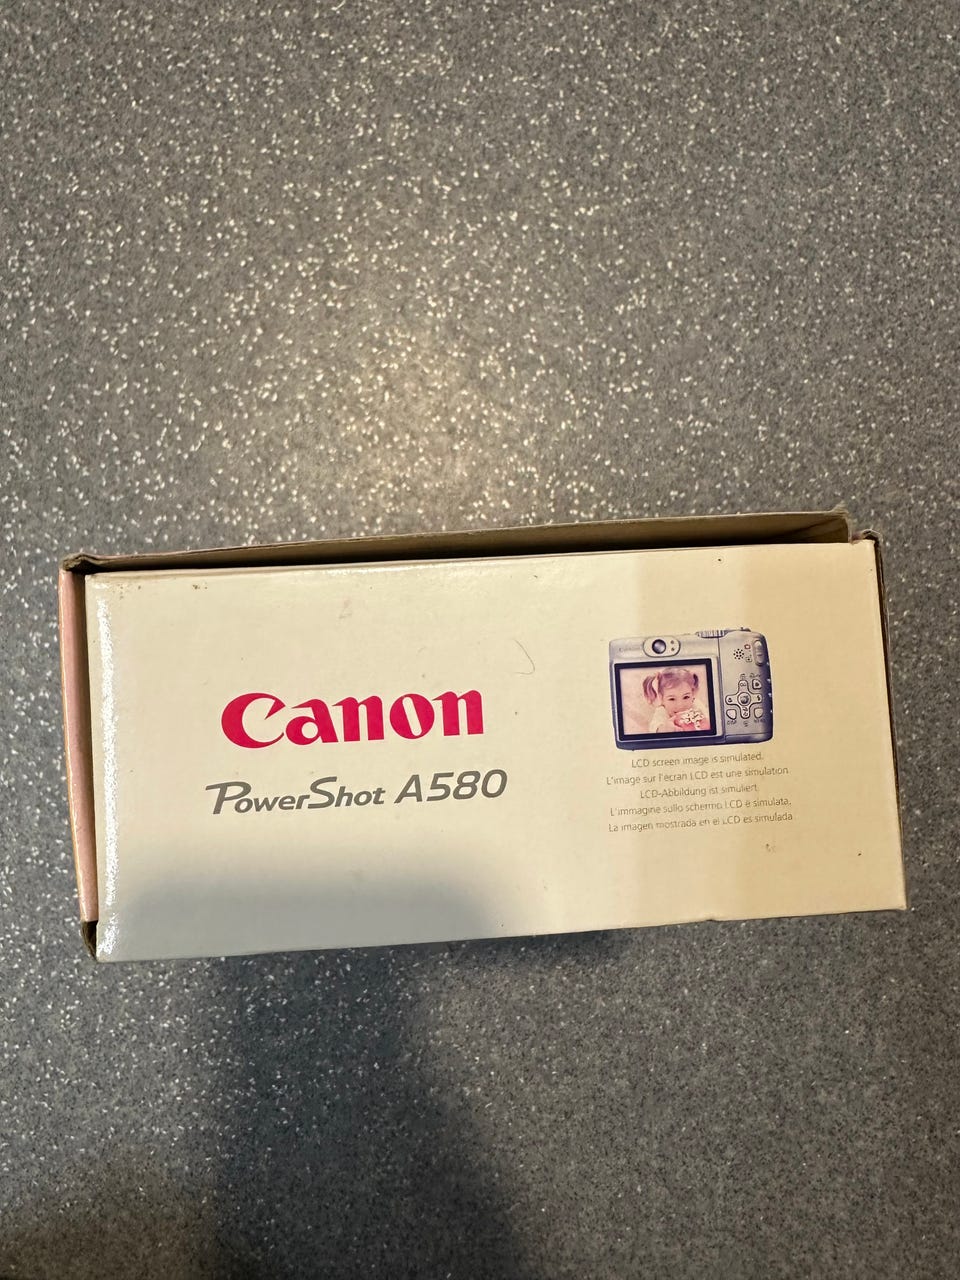 Canon
PowerShot A580
LCD screen image is simulated.
L'image sur l'écran LCD est une simulation
LCD-Abbildung ist simuliert.
L'immagine sullo schermo LCD è simulata.
La imagen mostrada en el LCD es simulada